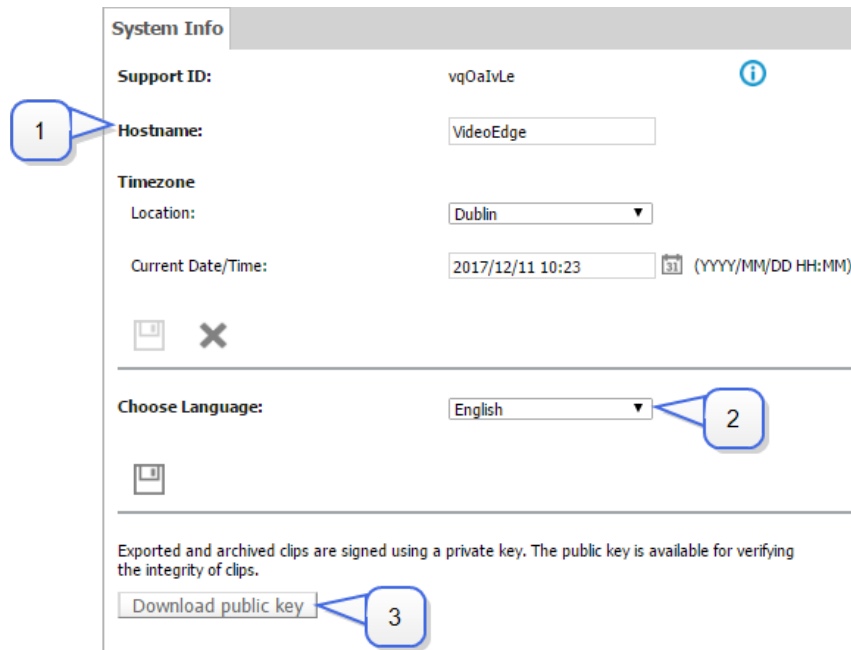 System Info
Support ID: vqOaIvLe
1
Hostname: VideoEdge
Timezone
Location: Dublin
Current Date/Time: 2017/12/11 10:23 31 (YYYY/MM/DD HH:MM)
Choose Language: English
2
Exported and archived clips are signed using a private key. The public key is available for verifying
the integrity of clips.
Download public key
3